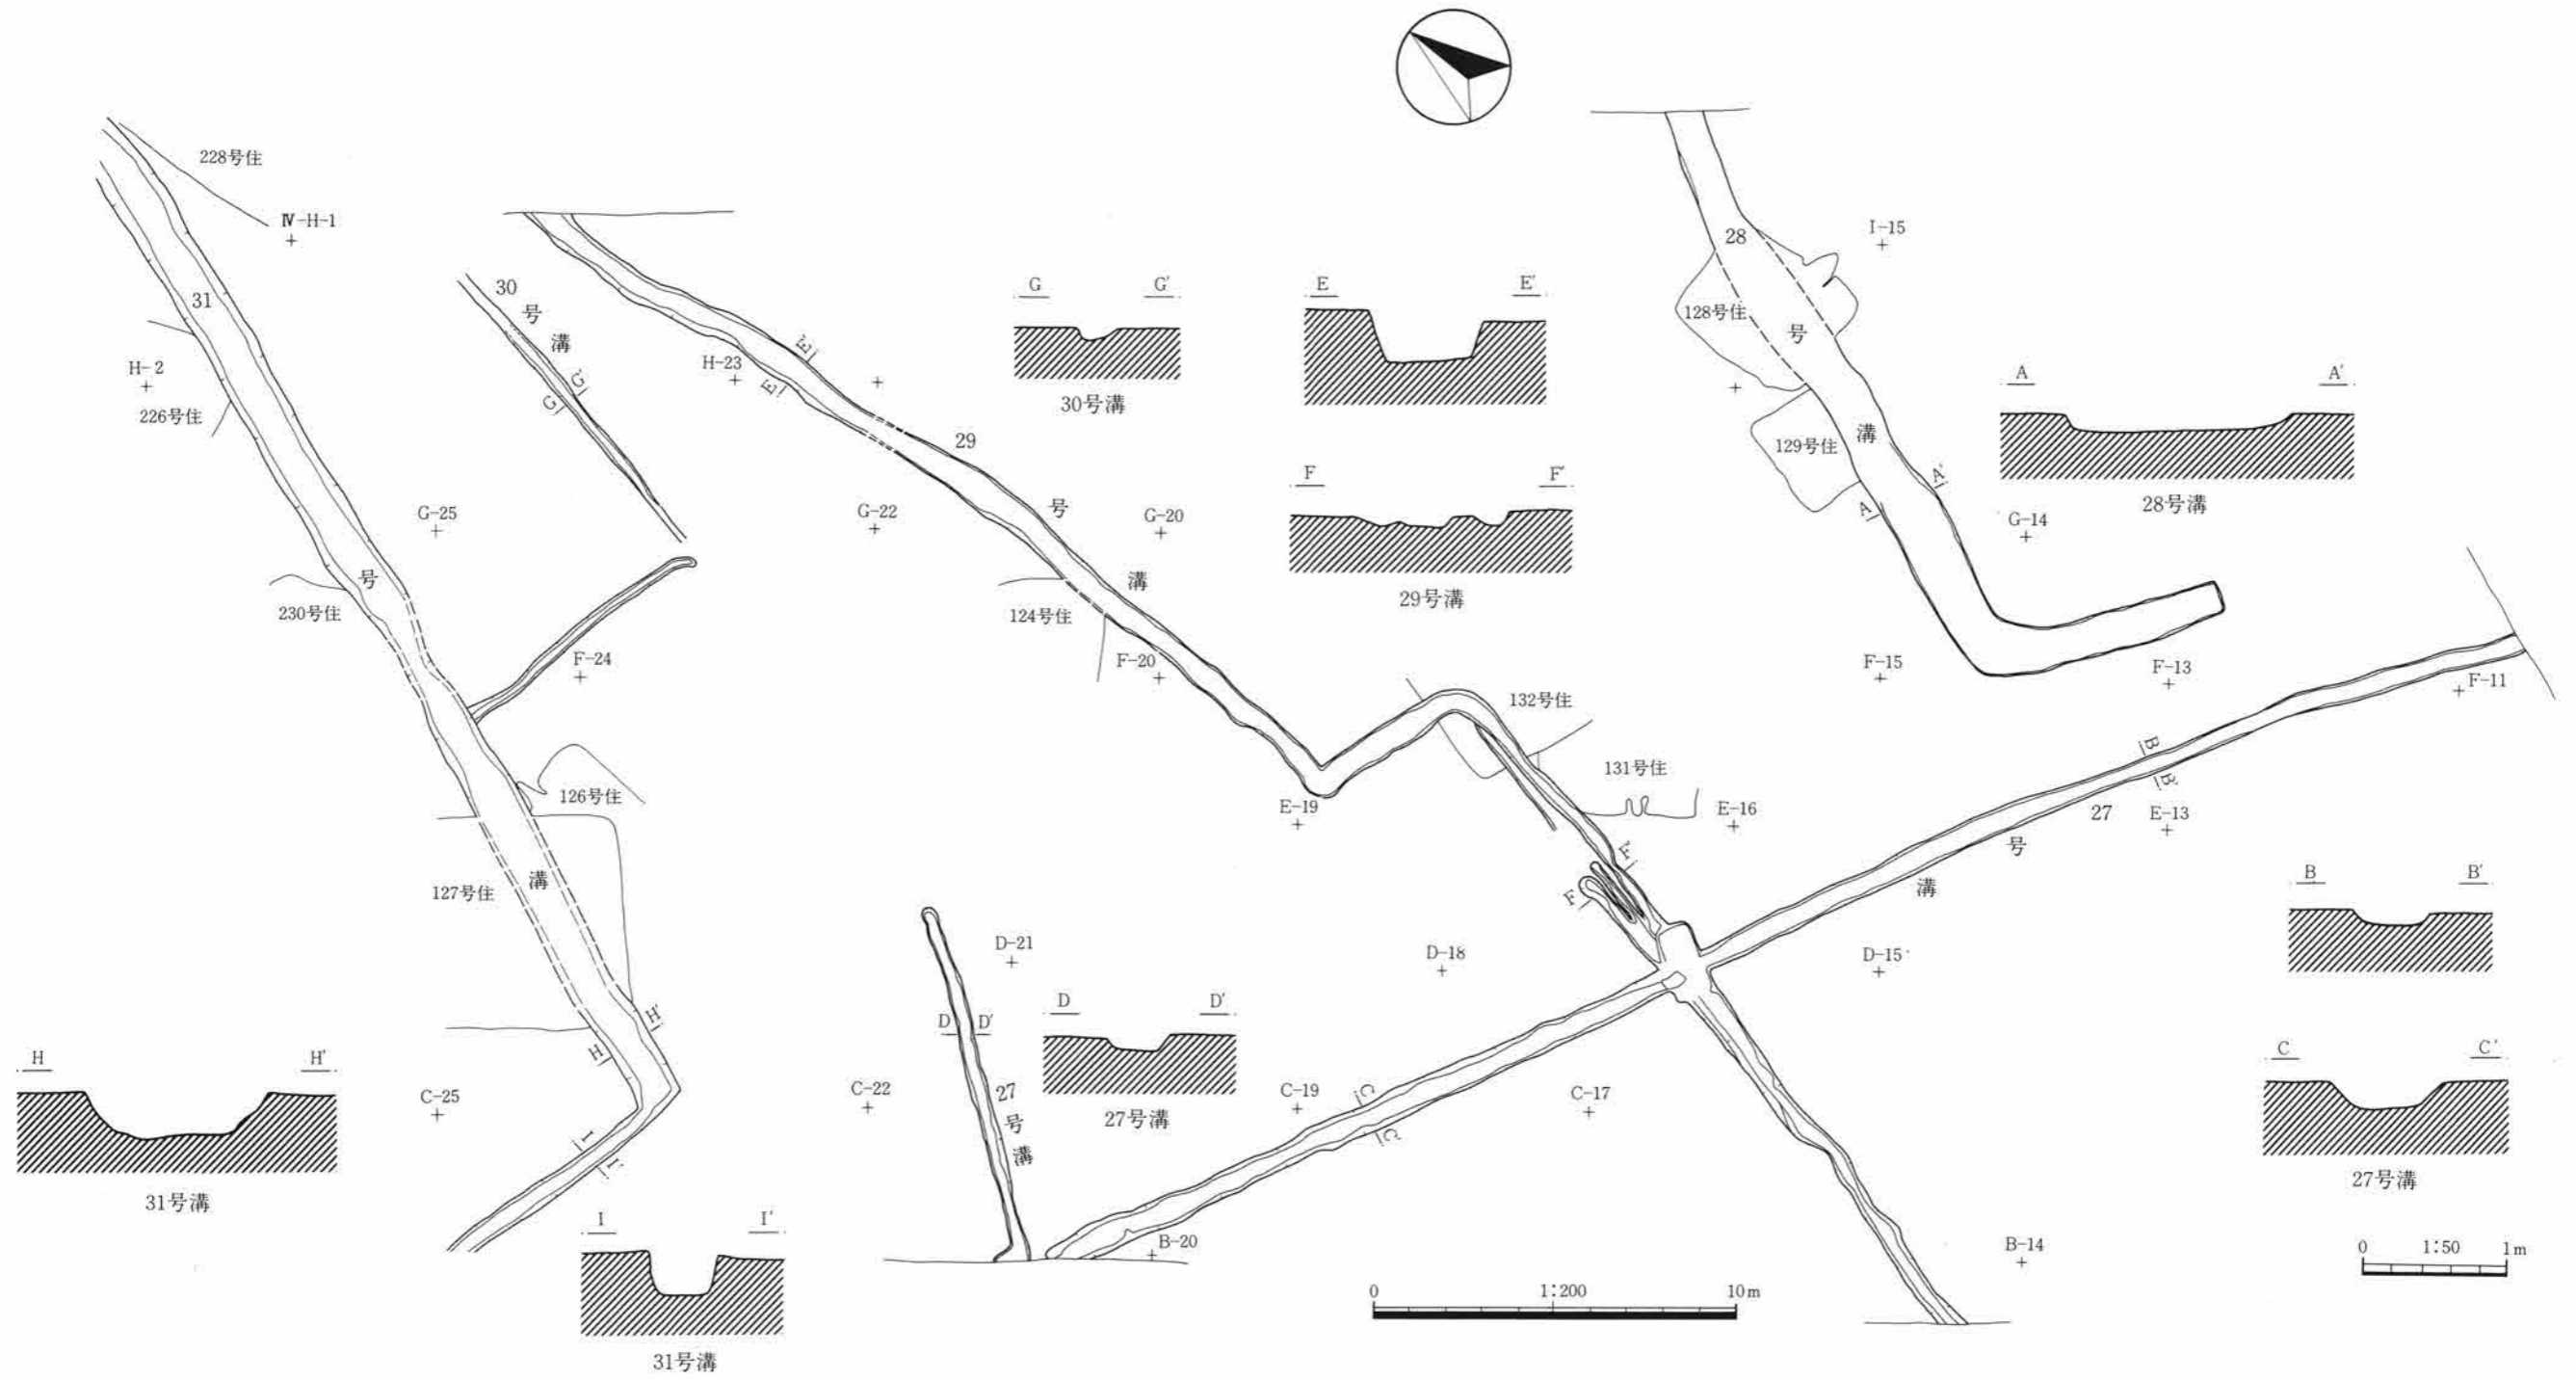 228号住
Ⅳ-H-1
31
号
溝
H-2
226号住
G-25
230号住
F-24
126号住
127号住
H
H'
C-25
I
I'
30
号
溝
G
G'
H-23
E
E'
29
号
溝
G-22
G-20
124号住
F-20
E-19
132号住
131号住
E-16
F
F'
28
号
溝
I-15
128号住
129号住
A
A'
G-14
F-15
F-13
F-11
B
B'
27
号
溝
E-13
D-21
D-18
D-15
D
D'
27
号
溝
C-22
C-19
C-17
C
C'
B-20
B-14
G
G'
30号溝
E
E'
F
F'
29号溝
A
A'
28号溝
B
B'
C
C'
27号溝
D
D'
27号溝
H
H'
31号溝
I
I'
31号溝
0
1:200
10m
0
1:50
1m